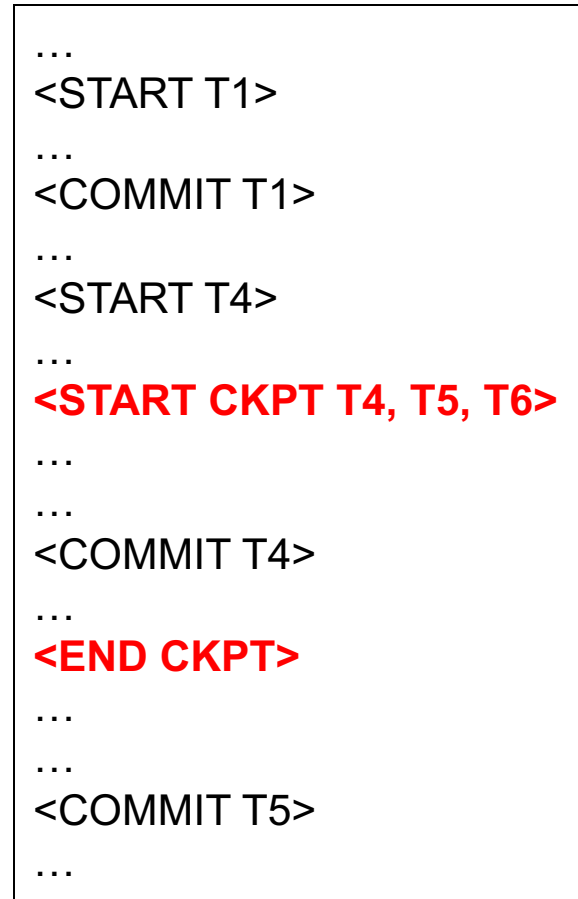 …
<START T1>
…
<COMMIT T1>
…
<START T4>
…
<START CKPT T4, T5, T6>
…
…
<COMMIT T4>
…
<END CKPT>
…
…
<COMMIT T5>
…